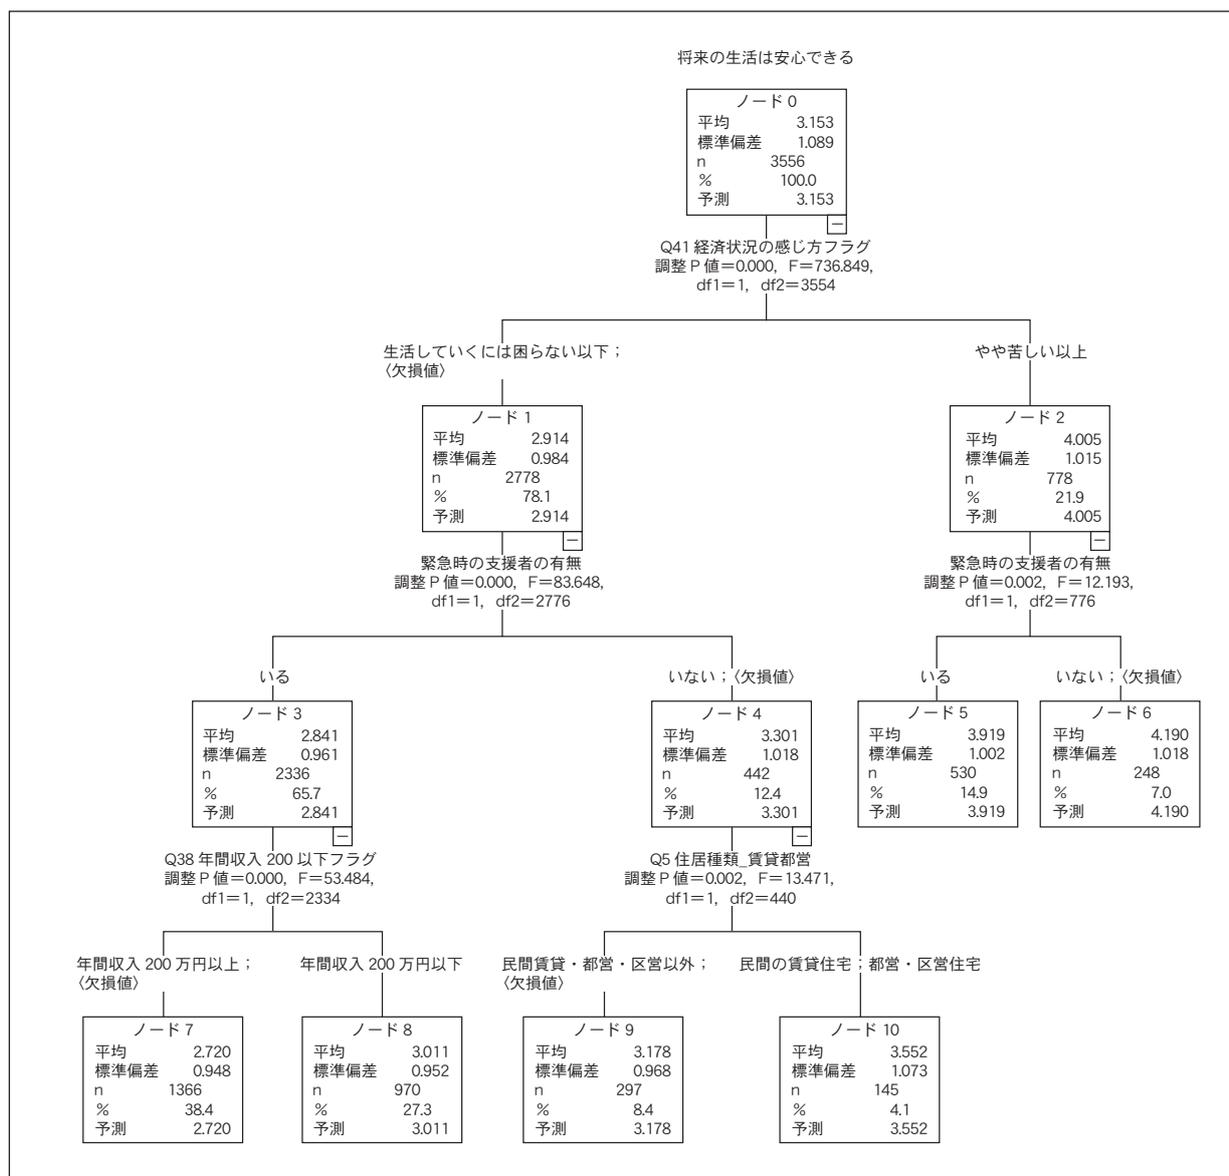 将来の生活は安心できる
ノード 0
平均 3.153
標準偏差 1.089
n 3556
% 100.0
予測 3.153
Q41 経済状況の感じ方フラグ
調整 P 値=0.000, F=736.849,
df1=1, df2=3554
生活していくには困らない以下;
〈欠損値〉
やや苦しい以上
ノード 1
平均 2.914
標準偏差 0.984
n 2778
% 78.1
予測 2.914
ノード 2
平均 4.005
標準偏差 1.015
n 778
% 21.9
予測 4.005
緊急時の支援者の有無
調整 P 値=0.000, F=83.648,
df1=1, df2=2776
緊急時の支援者の有無
調整 P 値=0.002, F=12.193,
df1=1, df2=776
いる
いない;〈欠損値〉
いる
いない;〈欠損値〉
ノード 3
平均 2.841
標準偏差 0.961
n 2336
% 65.7
予測 2.841
ノード 4
平均 3.301
標準偏差 1.018
n 442
% 12.4
予測 3.301
ノード 5
平均 3.919
標準偏差 1.002
n 530
% 14.9
予測 3.919
ノード 6
平均 4.190
標準偏差 1.018
n 248
% 7.0
予測 4.190
Q38 年間収入 200 以下フラグ
調整 P 値=0.000, F=53.484,
df1=1, df2=2334
Q5 住居種類_賃貸都営
調整 P 値=0.002, F=13.471,
df1=1, df2=440
年間収入 200 万円以上;
〈欠損値〉
年間収入 200 万円以下
民間賃貸・都営・区営以外;
〈欠損値〉
民間の賃貸住宅;都営・区営住宅
ノード 7
平均 2.720
標準偏差 0.948
n 1366
% 38.4
予測 2.720
ノード 8
平均 3.011
標準偏差 0.952
n 970
% 27.3
予測 3.011
ノード 9
平均 3.178
標準偏差 0.968
n 297
% 8.4
予測 3.178
ノード 10
平均 3.552
標準偏差 1.073
n 145
% 4.1
予測 3.552